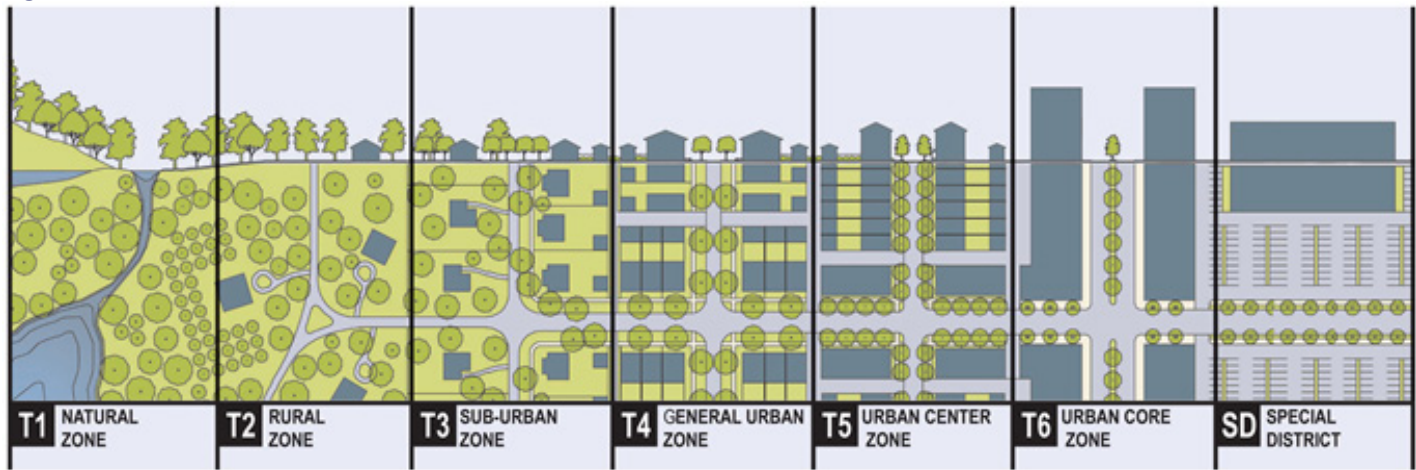 T1 NATURAL
ZONE
T2 RURAL
ZONE
T3 SUB-URBAN
ZONE
T4 GENERAL URBAN
ZONE
T5 URBAN CENTER
ZONE
T6 URBAN CORE
ZONE
SD SPECIAL
DISTRICT